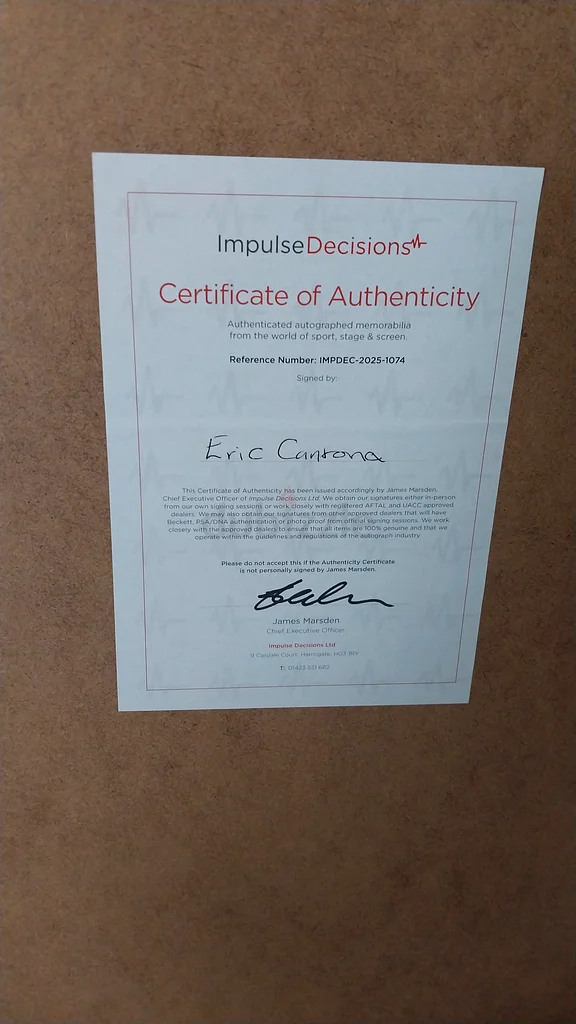 ImpulseDecisions
Certificate of Authenticity
Authenticated autographed memorabilia
from the world of sport, stage & screen.
Reference Number: IMPDEC-2025-1074
Signed by:
Eric Cantona
This Certificate of Authenticity has been issued accordingly by James Marsden,
Chief Executive Officer of Impulse Decisions Ltd. We obtain our signatures either in-person
from our own signing sessions or work closely with registered AFTAL and UACC approved
dealers. We may also obtain our signatures from other approved dealers that will have
Beckett, PSA/DNA authentication or photo proof from official signing sessions. We work
closely with the approved dealers to ensure that all items are 100% genuine and that we
operate within the guidelines and regulations of the autograph industry.
Please do not accept this if the Authenticity Certificate
is not personally signed by James Marsden.
James Marsden
Chief Executive Officer
Impulse Decisions Ltd
Cardale Court, Harrogate, HG3
T: 01423